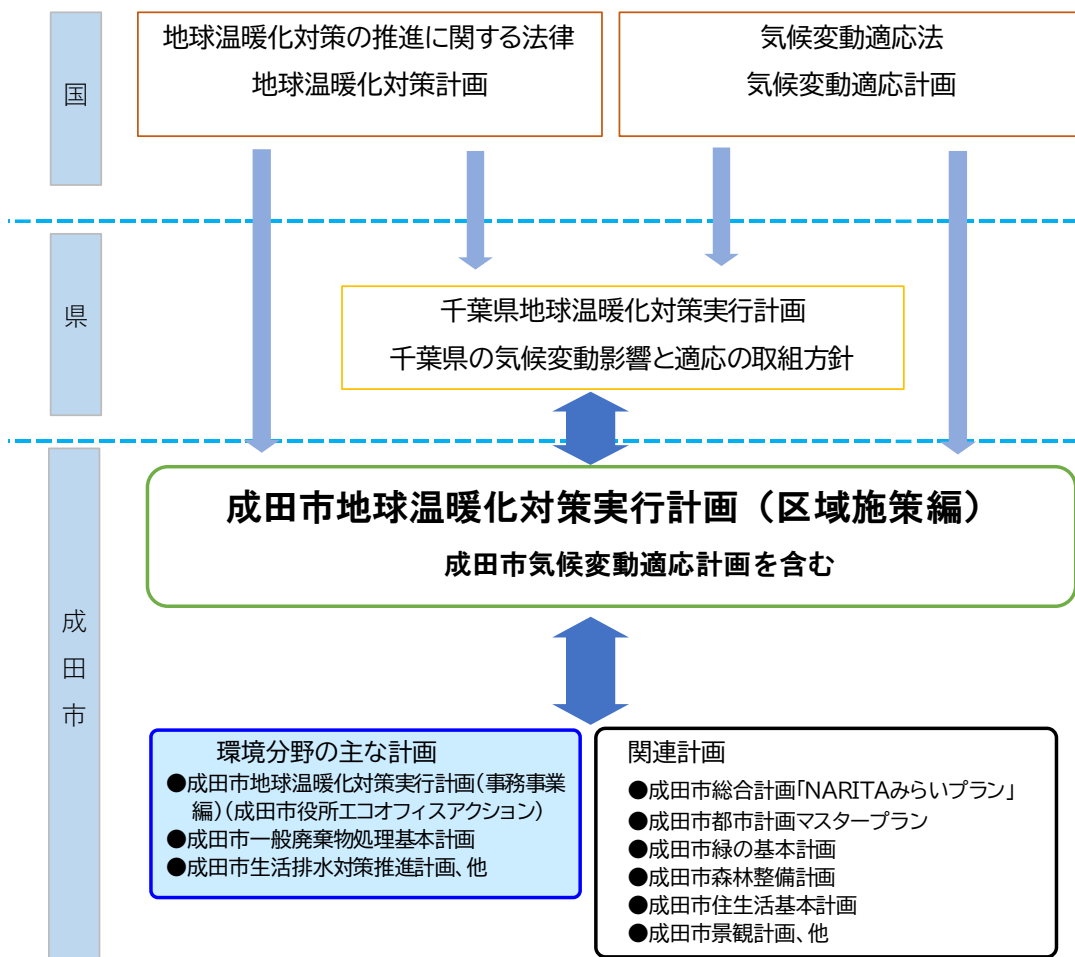 国
地球温暖化対策の推進に関する法律
地球温暖化対策計画
気候変動適応法
気候変動適応計画
県
千葉県地球温暖化対策実行計画
千葉県の気候変動影響と適応の取組方針
成田市
成田市地球温暖化対策実行計画（区域施策編）
成田市気候変動適応計画を含む
環境分野の主な計画
●成田市地球温暖化対策実行計画(事務事業
編)(成田市役所エコオフィスアクション)
●成田市一般廃棄物処理基本計画
●成田市生活排水対策推進計画、他
関連計画
●成田市総合計画「NARITAみらいプラン」
●成田市都市計画マスタープラン
●成田市緑の基本計画
●成田市森林整備計画
●成田市住生活基本計画
●成田市景観計画、他